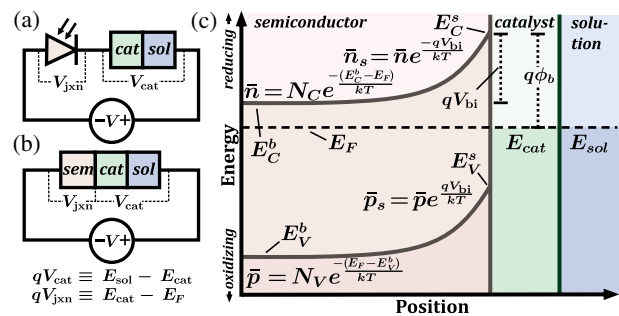 (a)
cat sol
V_jxn V_cat
−V+
(b)
sem cat sol
V_jxn V_cat
−V+
qV_cat ≡ E_sol − E_cat
qV_jxn ≡ E_cat − E_F
(c)
semiconductor
E_C^s
catalyst
solu-
tion
reducing
Energy
oxidizing
n̄_s = n̄e^{-qV_bi/kT}
n̄ = N_C e^{-(E_C^b−E_F)/kT}
qV_bi
qϕ_b
E_C^b
E_F
E_cat
E_sol
E_V^s
p̄_s = p̄e^{qV_bi/kT}
E_V^b
p̄ = N_V e^{-(E_F−E_V^b)/kT}
Position